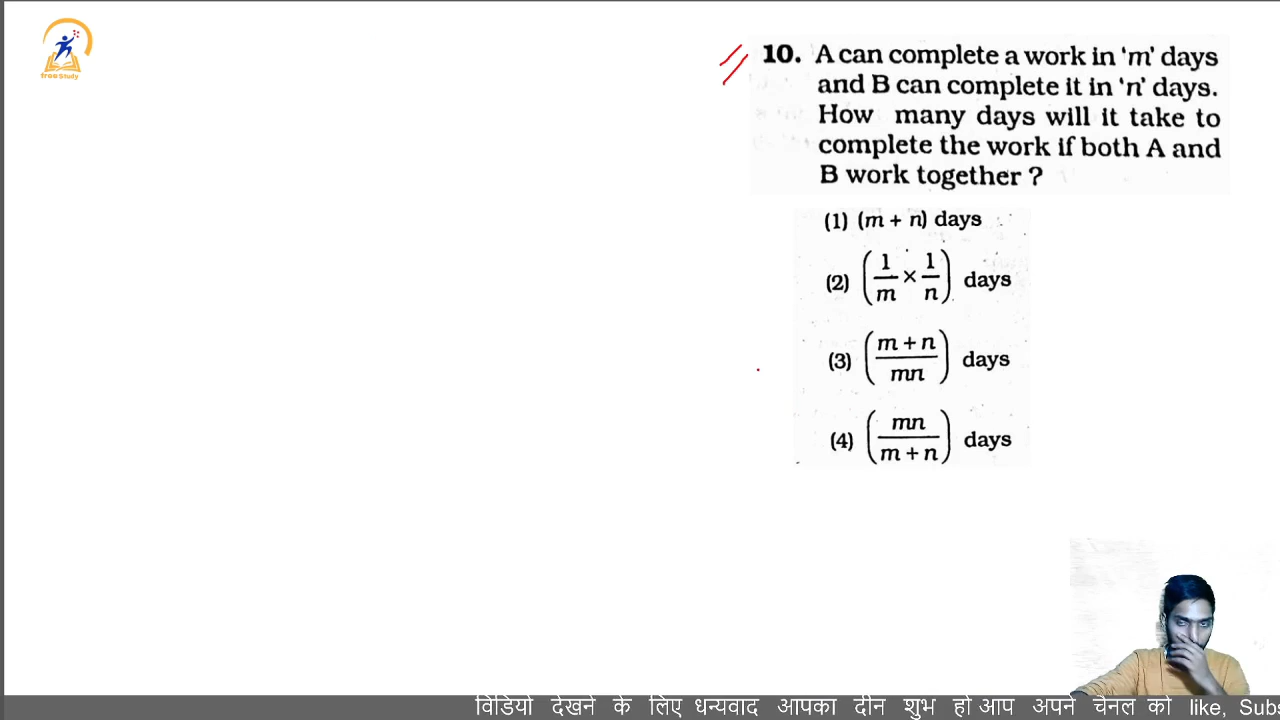 free Study
10. A can complete a work in ‘m’ days
and B can complete it in ‘n’ days.
How many days will it take to
complete the work if both A and
B work together ?
(1) (m + n) days
(2) (1/m × 1/n) days
(3) (m + n/mn) days
(4) (mn/m + n) days
विडियो देखने के लिए धन्यवाद आपका दीन शुभ हो आप अपने चैनल को like, Subs